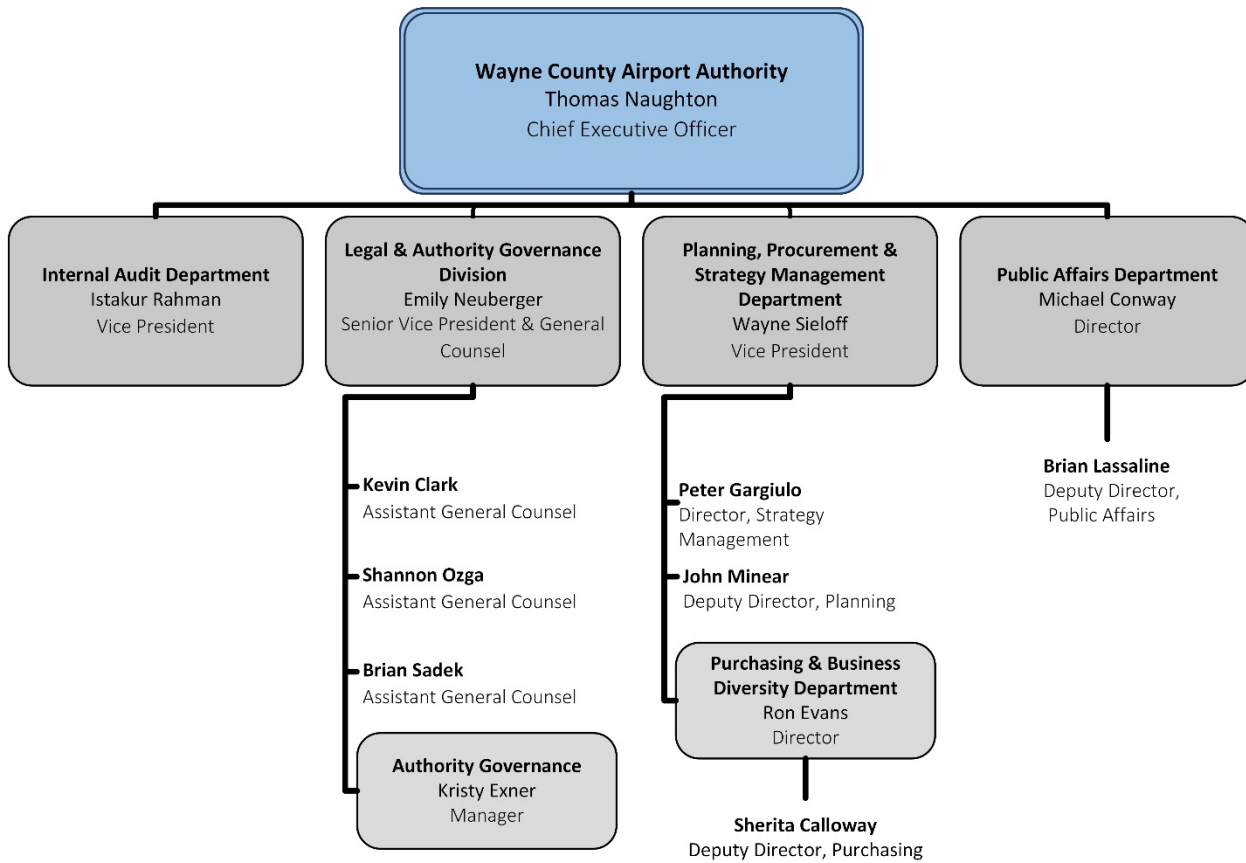 Wayne County Airport Authority
Thomas Naughton
Chief Executive Officer
Internal Audit Department
Istakur Rahman
Vice President
Legal & Authority Governance
Division
Emily Neuberger
Senior Vice President & General
Counsel
Planning, Procurement &
Strategy Management
Department
Wayne Sieloff
Vice President
Public Affairs Department
Michael Conway
Director
Kevin Clark
Assistant General Counsel
Shannon Ozga
Assistant General Counsel
Brian Sadek
Assistant General Counsel
Authority Governance
Kristy Exner
Manager
Peter Gargiulo
Director, Strategy
Management
John Minear
Deputy Director, Planning
Purchasing & Business
Diversity Department
Ron Evans
Director
Sherita Calloway
Deputy Director, Purchasing
Brian Lassaline
Deputy Director,
Public Affairs